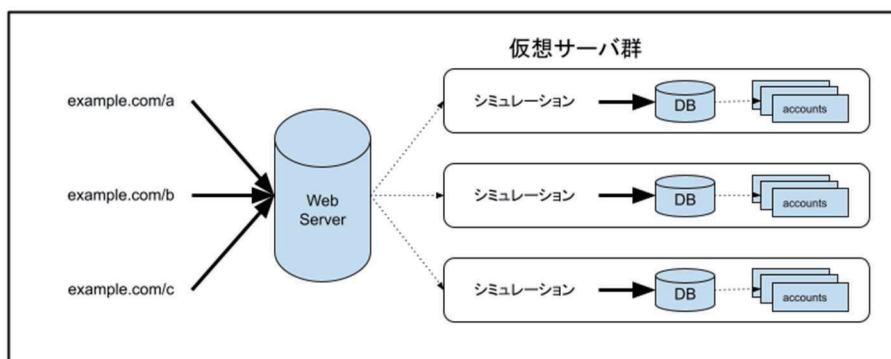 仮想サーバ群
example.com/a
シミュレーション
DB
accounts
example.com/b
Web
Server
シミュレーション
DB
accounts
example.com/c
シミュレーション
DB
accounts